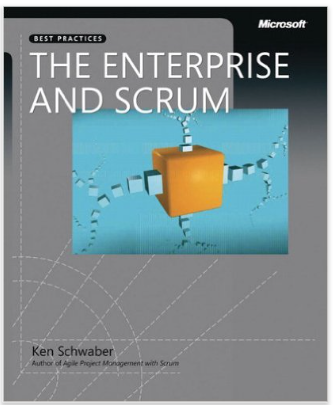 Microsoft
BEST PRACTICES
THE ENTERPRISE
AND SCRUM
Ken Schwaber
Author of Agile Project Management with Scrum